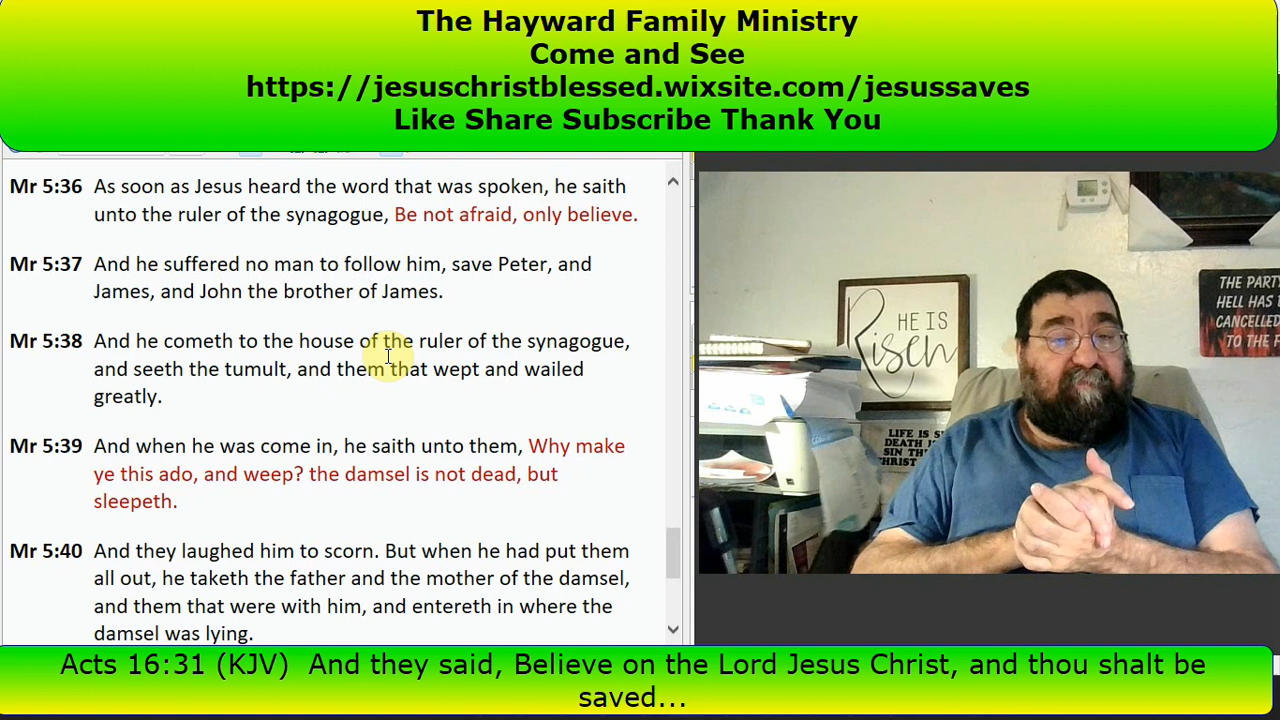 The Hayward Family Ministry
Come and See
https://jesuschristblessed.wixsite.com/jesussaves
Like Share Subscribe Thank You
Mr 5:36 As soon as Jesus heard the word that was spoken, he saith
unto the ruler of the synagogue, Be not afraid, only believe.
Mr 5:37 And he suffered no man to follow him, save Peter, and
James, and John the brother of James.
Mr 5:38 And he cometh to the house of the ruler of the synagogue,
and seeth the tumult, and them that wept and wailed
greatly.
Mr 5:39 And when he was come in, he saith unto them, Why make
ye this ado, and weep? the damsel is not dead, but
sleepeth.
Mr 5:40 And they laughed him to scorn. But when he had put them
all out, he taketh the father and the mother of the damsel,
and them that were with him, and entereth in where the
damsel was lying.
HE IS
Risen
THE PARTY
HELL HAS
CANCELLED
TO THE
LIFE IS
DEATH
SIN TH
CHRIST
Acts 16:31 (KJV) And they said, Believe on the Lord Jesus Christ, and thou shalt be
saved...